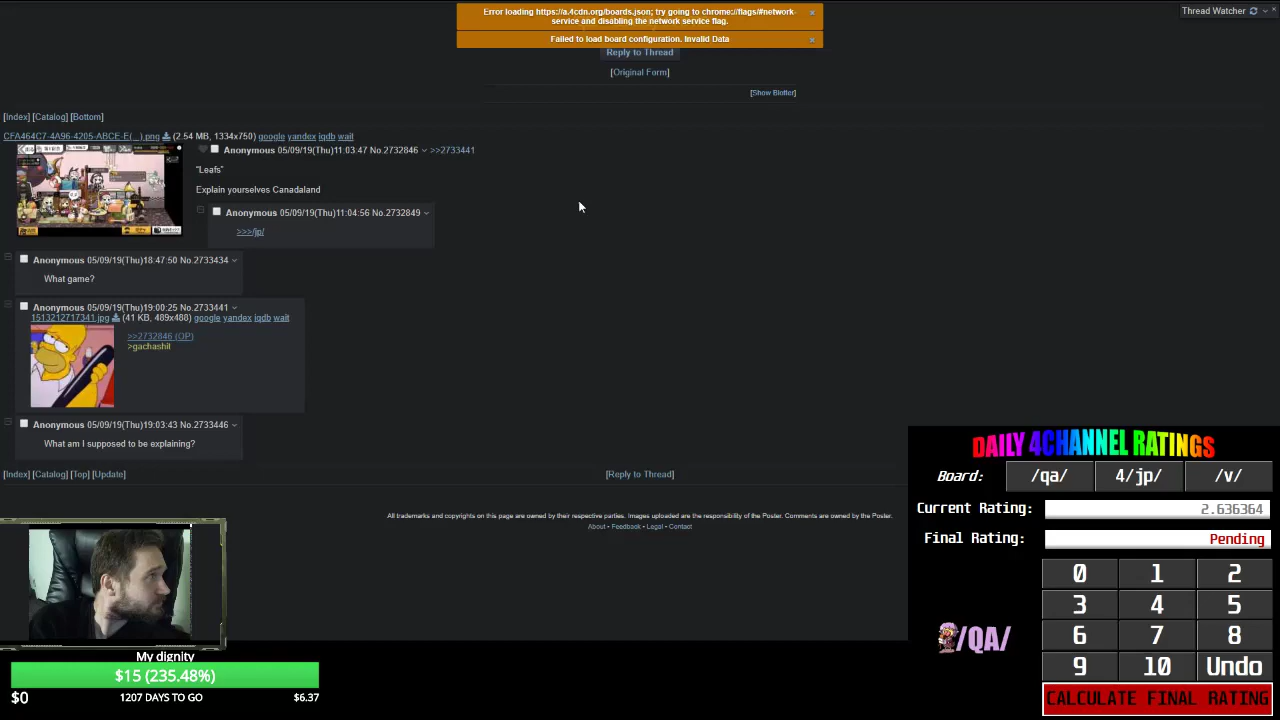 Error loading https://a.4cdn.org/boards.json; try going to chrome://flags/#network-
service and disabling the network service flag.
Failed to load board configuration. Invalid Data
Thread Watcher
Reply to Thread
[Original Form]
[Show Blotter]
[Index] [Catalog] [Bottom]
CFA464C7-4A96-4205-ABCE-E(...).png (2.54 MB, 1334x750) google yandex iqdb wait
Anonymous 05/09/19(Thu)11:03:47 No.2732846 >>2733441
"Leafs"
Explain yourselves Canadaland
Anonymous 05/09/19(Thu)11:04:56 No.2732849
>>>/jp/
Anonymous 05/09/19(Thu)18:47:50 No.2733434
What game?
Anonymous 05/09/19(Thu)19:00:25 No.2733441
1513212717341.jpg (41 KB, 489x488) google yandex iqdb wait
>>2732846 (OP)
>gachashit
Anonymous 05/09/19(Thu)19:03:43 No.2733446
What am I supposed to be explaining?
[Index] [Catalog] [Top] [Update]
Reply to Thread]
All trademarks and copyrights on this page are owned by their respective parties. Images uploaded are the responsibility of the Poster. Comments are owned by the Poster.
About • Feedback • Legal • Contact
DAILY 4CHANNEL RATINGS
Board: /qa/ 4/jp/ /v/
Current Rating: 2.636364
Final Rating: Pending
0 1 2
3 4 5
6 7 8
9 10 Undo
CALCULATE FINAL RATING
/QA/
My dignity
$15 (235.48%)
$0 1207 DAYS TO GO $6.37